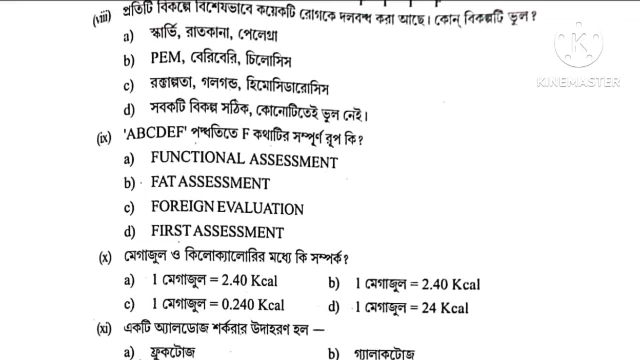 (viii) প্রতিটি বিকল্পে বিশেষভাবে কয়েকটি রোগকে দলবদ্ধ করা আছে। কোন্ বিকল্পটি ভুল?
a) স্কার্ভি, রাতকানা, পেলেগ্রা
b) PEM, বেরিবেরি, চিলোসিস
KINEMASTER
c) রক্তাল্পতা, গলগন্ড, হিমোসিডারোসিস
d) সবকটি বিকল্প সঠিক, কোনোটিতেই ভুল নেই।
(ix) 'ABCDEF' পদ্ধতিতে F কথাটির সম্পূর্ণ রূপ কি?
a) FUNCTIONAL ASSESSMENT
b) FAT ASSESSMENT
c) FOREIGN EVALUATION
d) FIRST ASSESSMENT
(x) মেগাজুল ও কিলোক্যালোরির মধ্যে কি সম্পর্ক?
a) 1 মেগাজুল = 2.40 Kcal b) 1 মেগাজুল = 2.40 Kcal
c) 1 মেগাজুল = 0.240 Kcal d) 1 মেগাজুল = 24 Kcal
(xi) একটি অ্যালডোজ শর্করার উদাহরণ হল —
a) ফ্রুকটোজ b) গ্যালাকটোজ